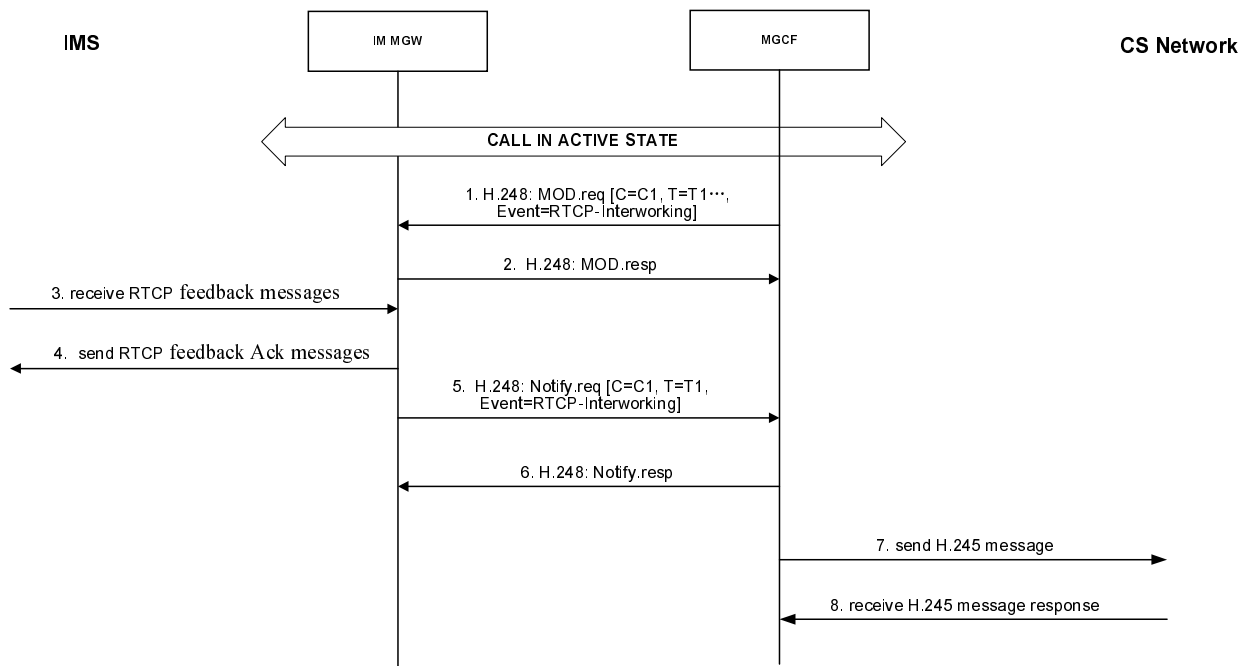 IMS
IM MGW
MGCF
CS Network
CALL IN ACTIVE STATE
1. H.248: MOD.req [C=C1, T=T1···,
Event=RTCP-Interworking]
2. H.248: MOD.resp
3. receive RTCP feedback messages
4. send RTCP feedback Ack messages
5. H.248: Notify.req [C=C1, T=T1,
Event=RTCP-Interworking]
6. H.248: Notify.resp
7. send H.245 message
8. receive H.245 message response